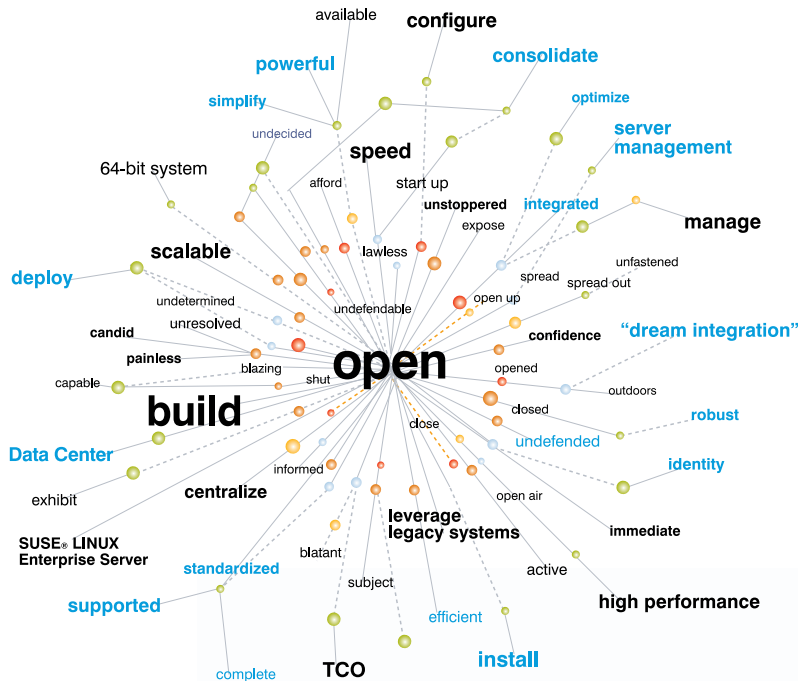 available
configure
powerful
consolidate
simplify
optimize
undecided
server
management
speed
64-bit system
afford
start up
unstoppered
integrated
manage
expose
scalable
lawless
unfastened
deploy
spread
spread out
undetermined
open up
undefendable
unresolved
candid
confidence
“dream integration”
painless
open
blazing
opened
shut
capable
outdoors
build
closed
robust
close
undefended
Data Center
identity
informed
centralize
open air
exhibit
leverage
legacy systems
immediate
SUSE® LINUX
Enterprise Server
blatant
standardized
active
subject
supported
high performance
efficient
install
complete
TCO